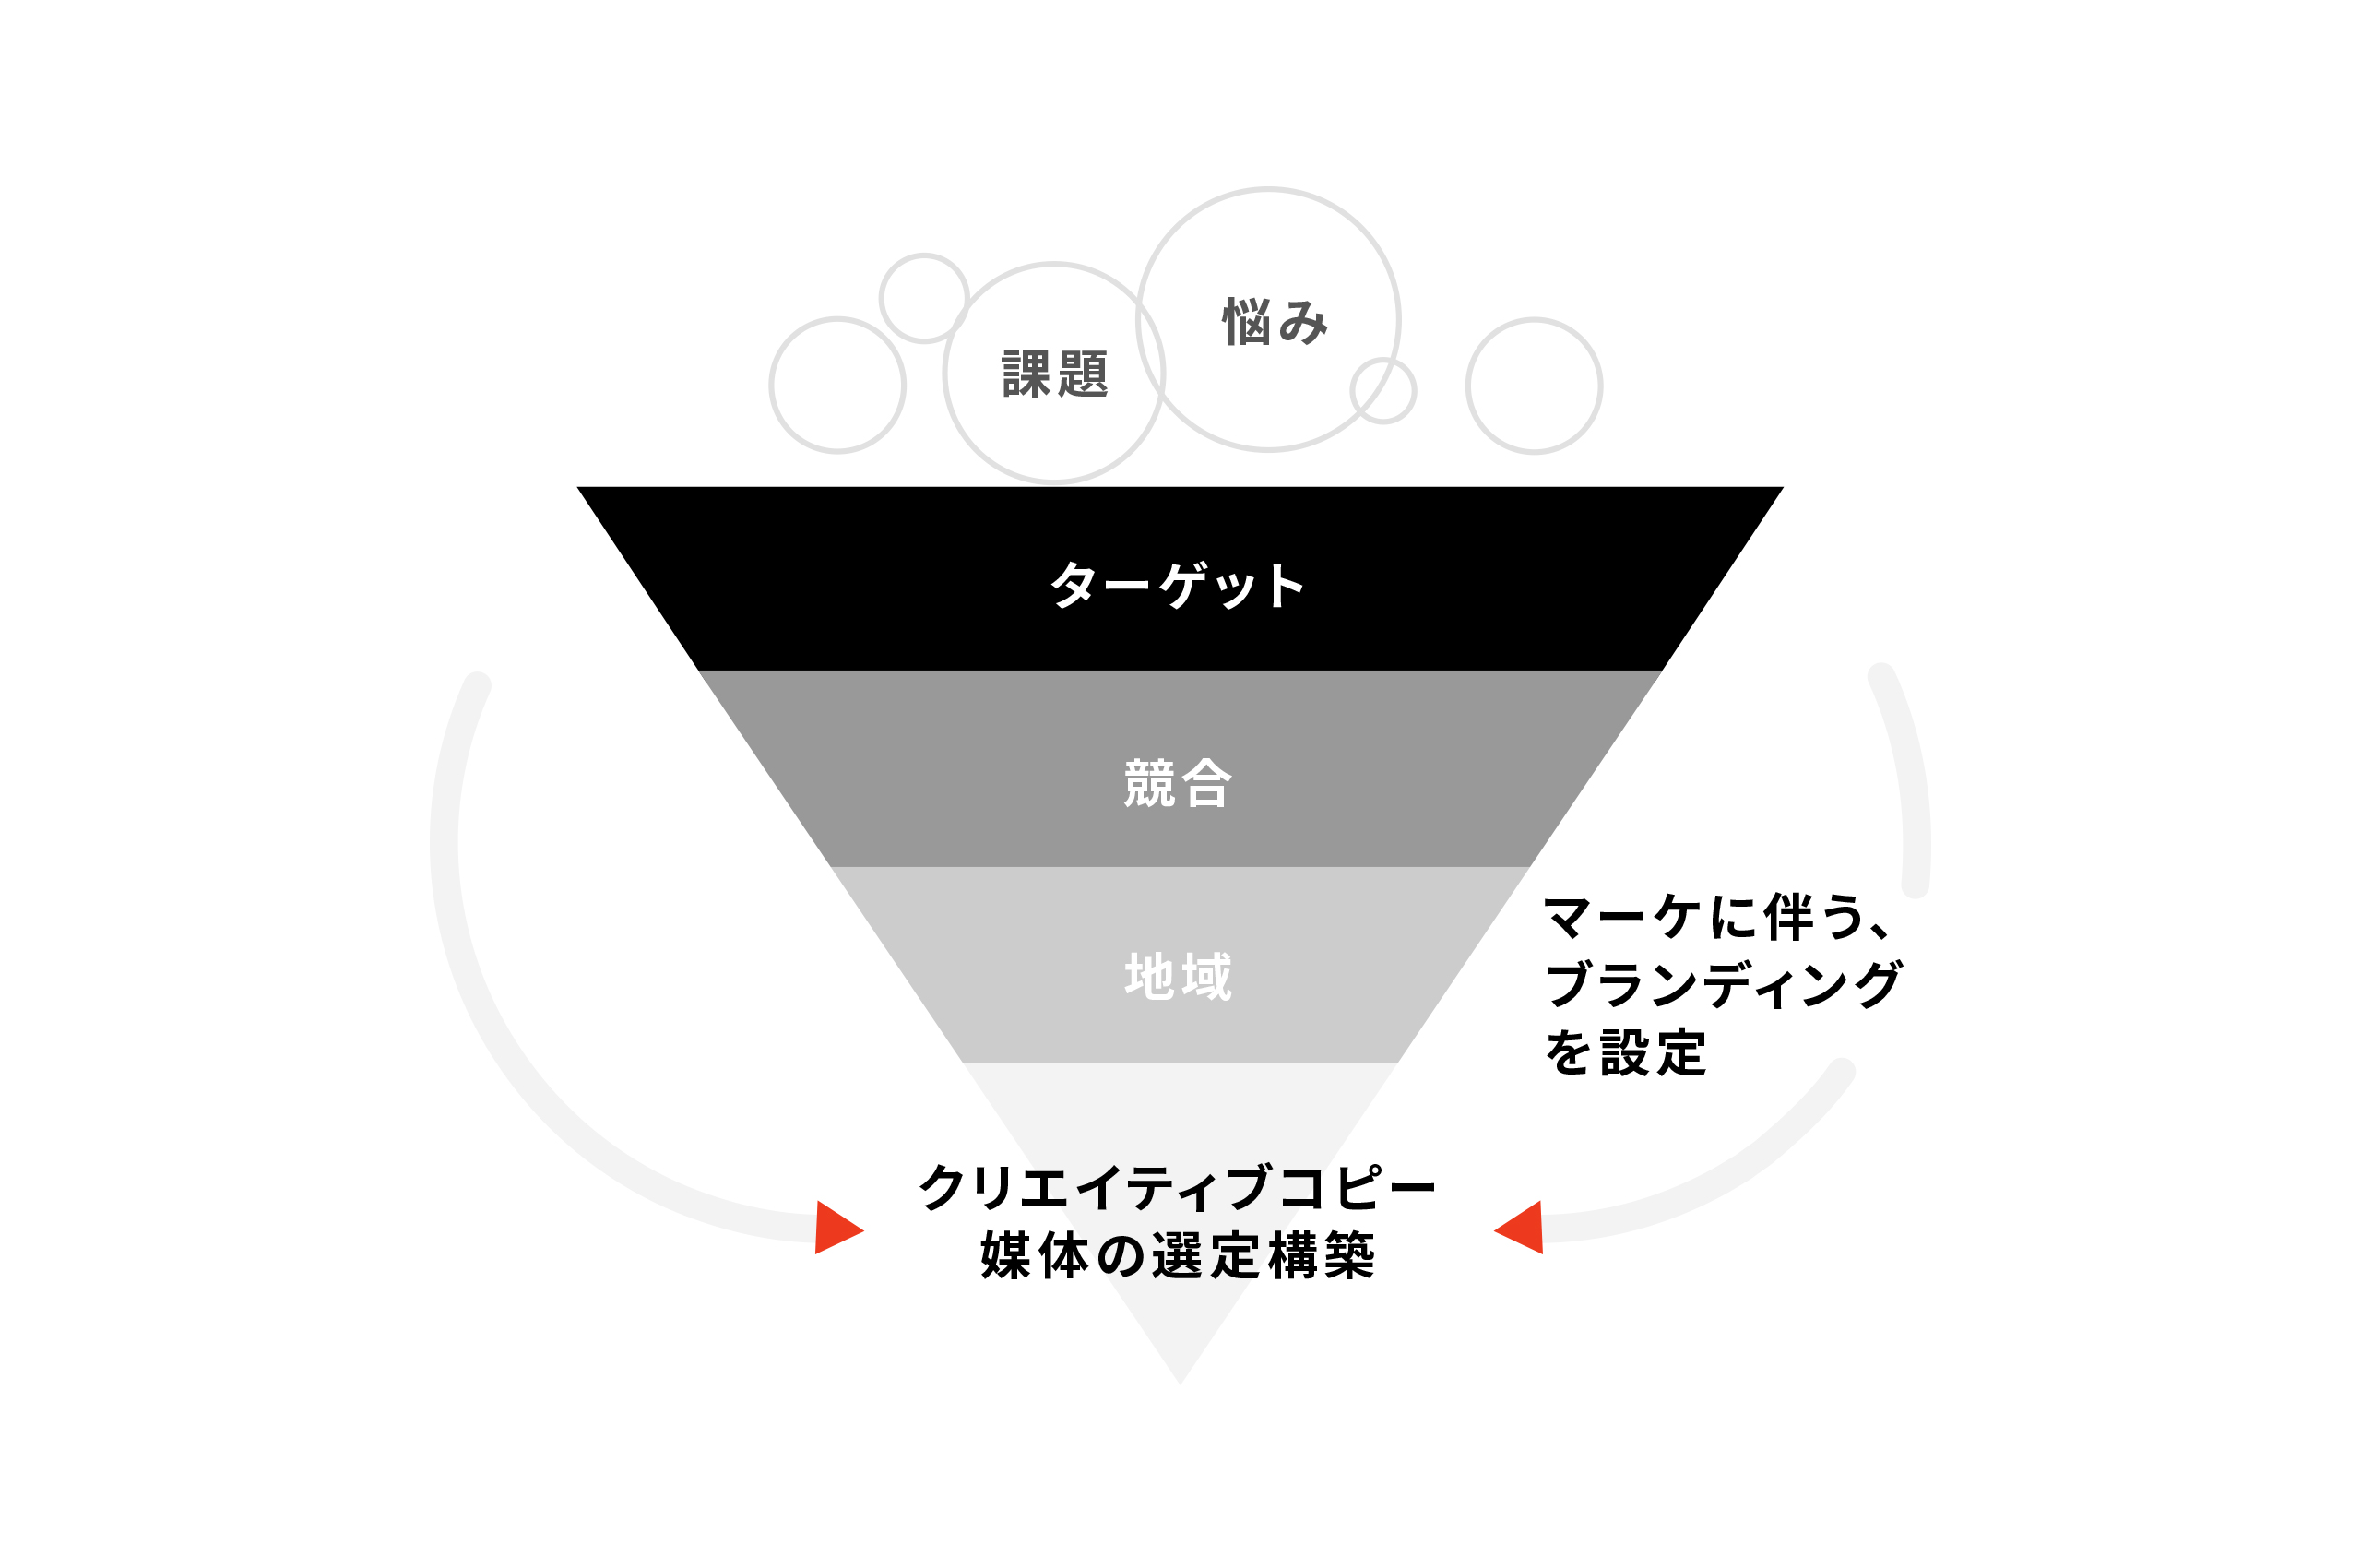 悩み
課題
ターゲット
競合
地域
マーケに伴う、
ブランディング
を設定
クリエイティブコピー
媒体の選定構築